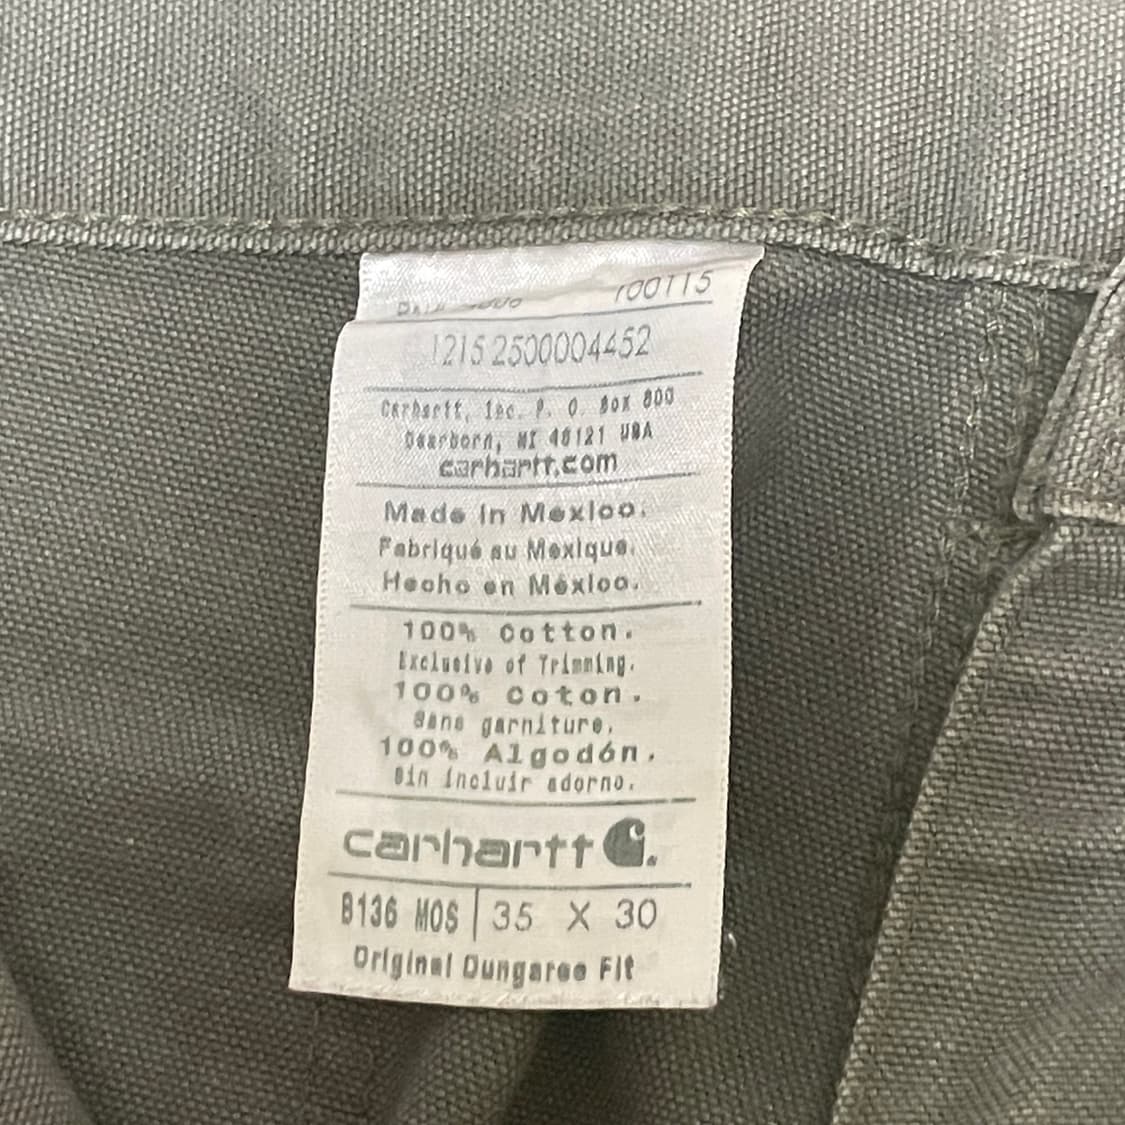 100115
1215 2500004452
Carhartt, Inc. P. O. Box 600
Dearborn, MI 48121 USA
carhartt.com
Made in Mexico.
Fabriqué au Mexique.
Hecho en México.
100% Cotton.
Exclusive of Trimming.
100% Coton.
Sans garniture.
100% Algodón.
Sin incluir adorno.
carhartt
B136 MOS 35 X 30
Original Dungaree Fit